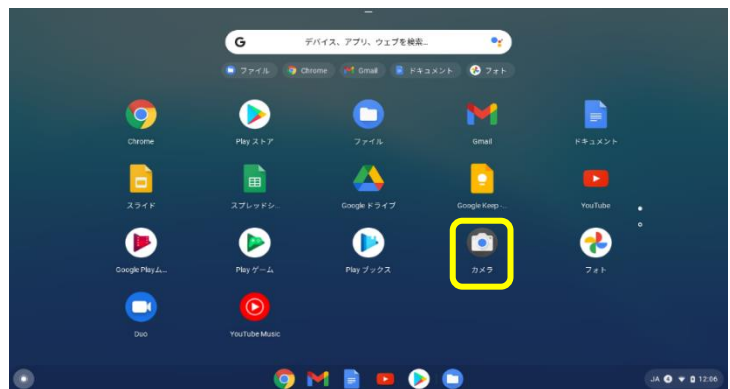 デバイス、アプリ、ウェブを検索...
ファイル Chrome Gmail ドキュメント フォト
Chrome Play ストア ファイル Gmail ドキュメント
スライド スプレッドシ... Google ドライブ Google Keep -... YouTube
Google Play ム... Play ゲーム Play ブックス カメラ フォト
Duo YouTube Music
JA 4 12:06